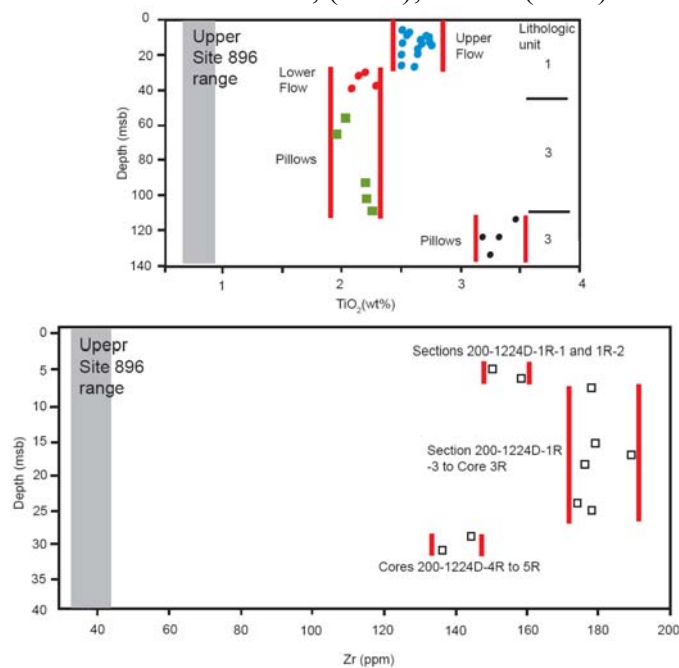 0
20
40
60
80
100
120
140
Depth (msb)
Upper
Site 896
range
Lower
Flow
Pillows
Upper
Flow
Pillows
Lithologic
unit
1
3
3
1
2
3
4
TiO2(wt%)
0
5
10
15
20
25
30
35
40
Depth (msb)
Upepr
Site 896
range
Sections 200-1224D-1R-1 and 1R-2
Section 200-1224D-1R
-3 to Core 3R
Cores 200-1224D-4R to 5R
40
60
80
100
120
140
160
180
200
Zr (ppm)